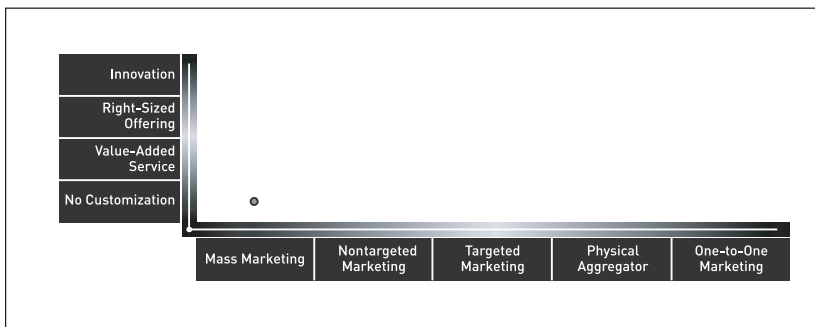 Innovation
Right-Sized
Offering
Value-Added
Service
No Customization
Mass Marketing
Nontargeted
Marketing
Targeted
Marketing
Physical
Aggregator
One-to-One
Marketing